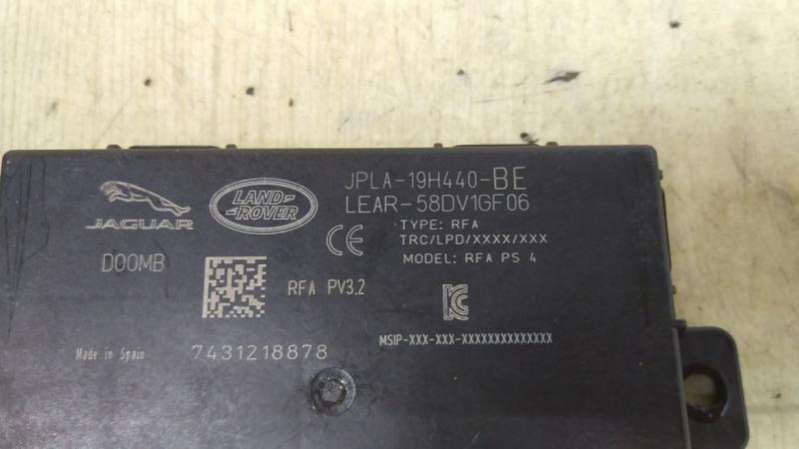 JAGUAR
LAND-
-ROVER
JPLA-19H440-BE
LEAR-58DV1GF06
CE
TYPE: RFA
TRC/LPD/XXXX/XXX
MODEL: RFA PS 4
DOOMB
RFA PV3.2
MSIP-XXX-XXX-XXXXXXXXXXXXXX
Made in Spain
7431218878